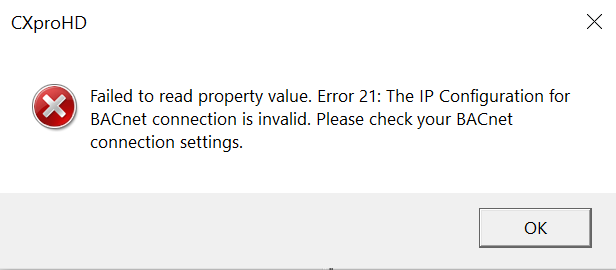 CXproHD
Failed to read property value. Error 21: The IP Configuration for
BACnet connection is invalid. Please check your BACnet
connection settings.
OK